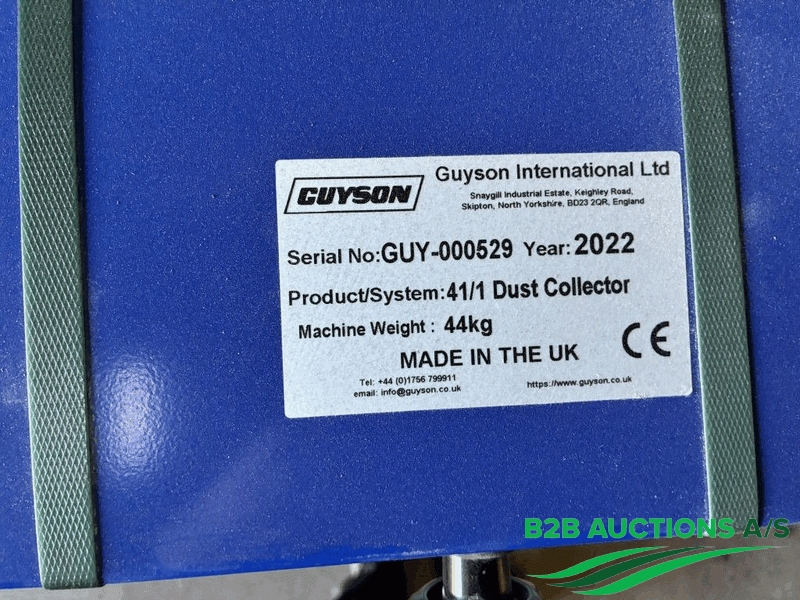 GUYSON
Guyson International Ltd
Snaygill Industrial Estate, Keighley Road,
Skipton, North Yorkshire, BD23 2QR, England
Serial No:GUY-000529 Year: 2022
Product/System:41/1 Dust Collector
Machine Weight : 44kg
CE
MADE IN THE UK
Tel: +44 (0)1756 799911
email: info@guyson.co.uk
https://www.guyson.co.uk
B2B AUCTIONS A/S